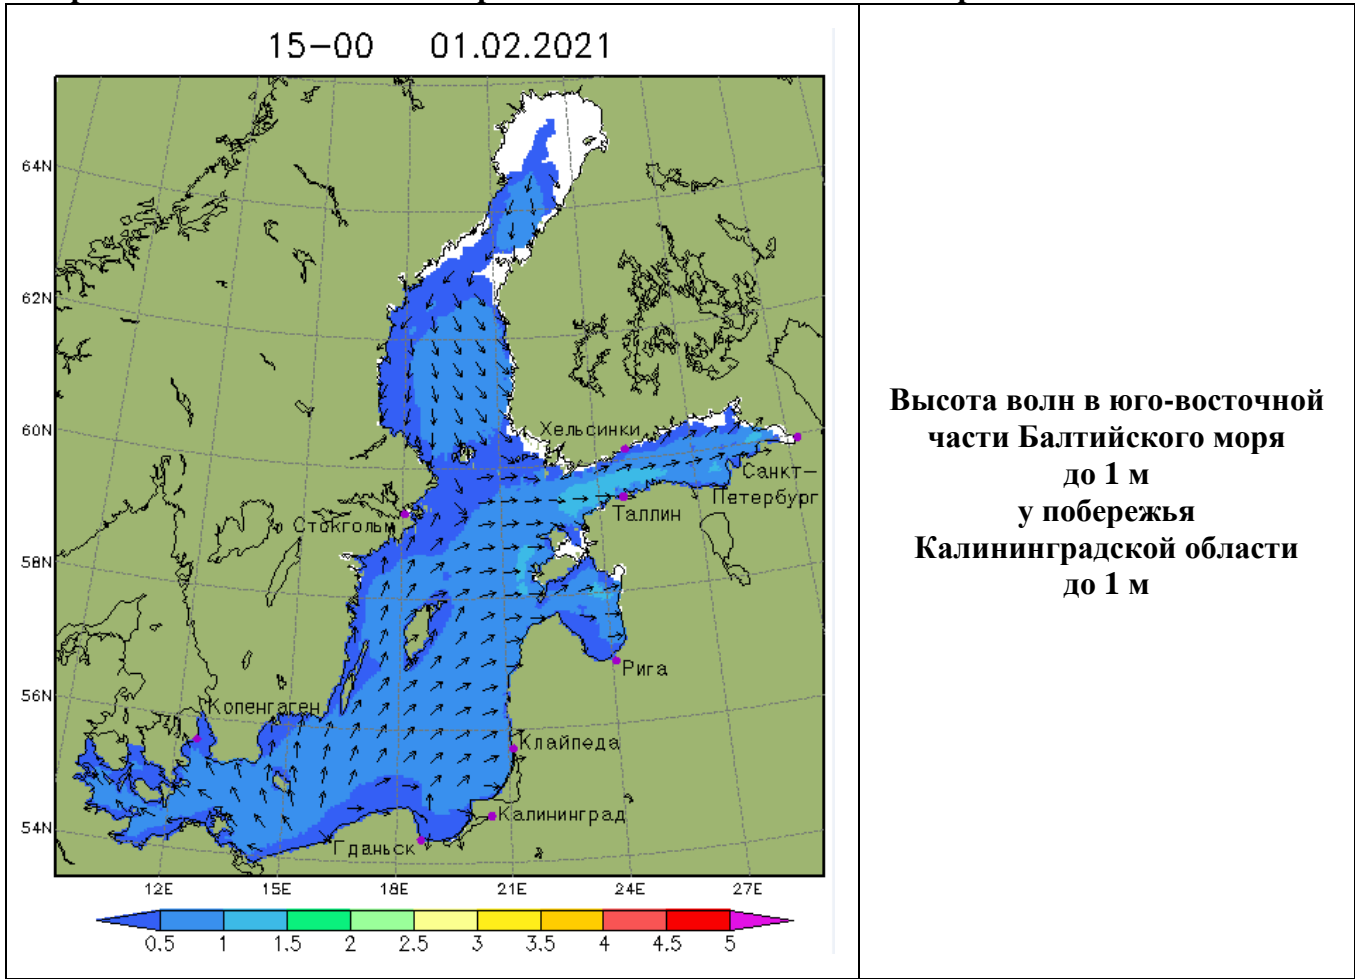 15-00 01.02.2021
64N
62N
Хельсинки
60N
Санкт-
Петербург
Таллин
Стокгольм
58N
Рига
56N
Копенгаген
Клайпеда
Калининград
54N
Гданьск
12E 15E 18E 21E 24E 27E
0.5 1 1.5 2 2.5 3 3.5 4 4.5 5
Высота волн в юго-восточной
части Балтийского моря
до 1 м
у побережья
Калининградской области
до 1 м